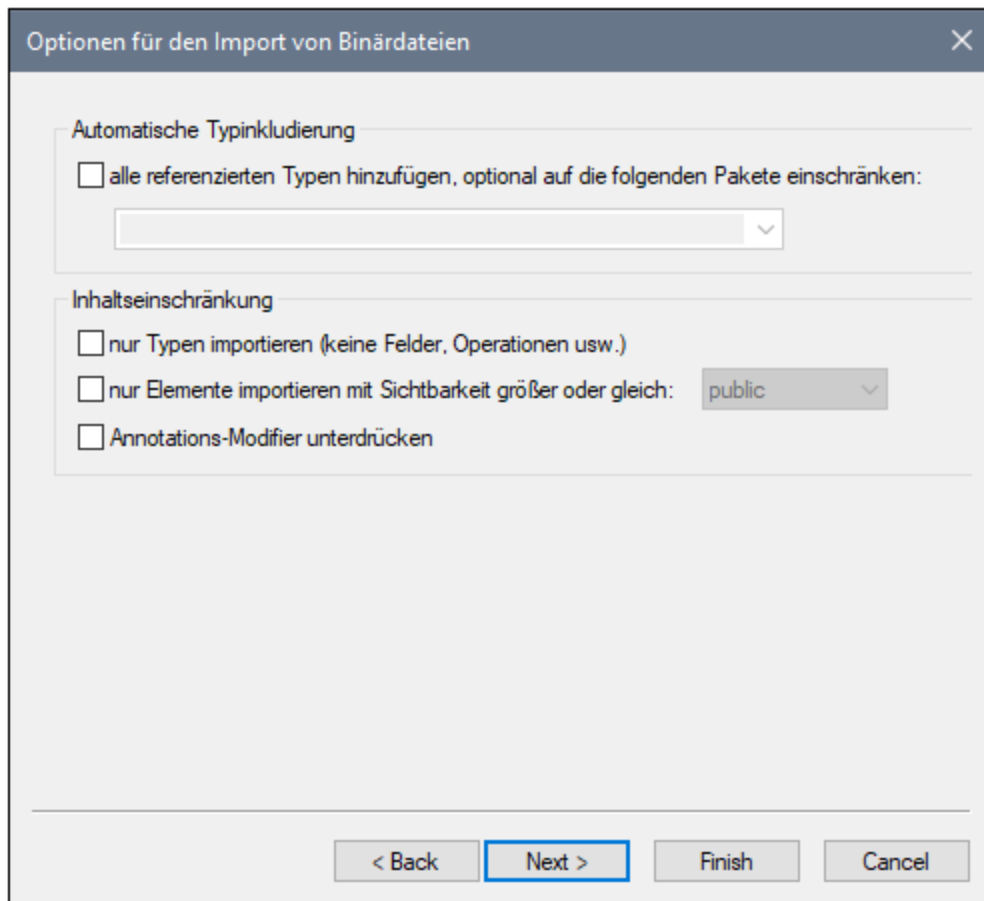 Optionen für den Import von Binärdateien
Automatische Typinkludierung
alle referenzierten Typen hinzufügen, optional auf die folgenden Pakete einschränken:
Inhaltseinschränkung
nur Typen importieren (keine Felder, Operationen usw.)
nur Elemente importieren mit Sichtbarkeit größer oder gleich: public
Annotations-Modifier unterdrücken
< Back Next > Finish Cancel